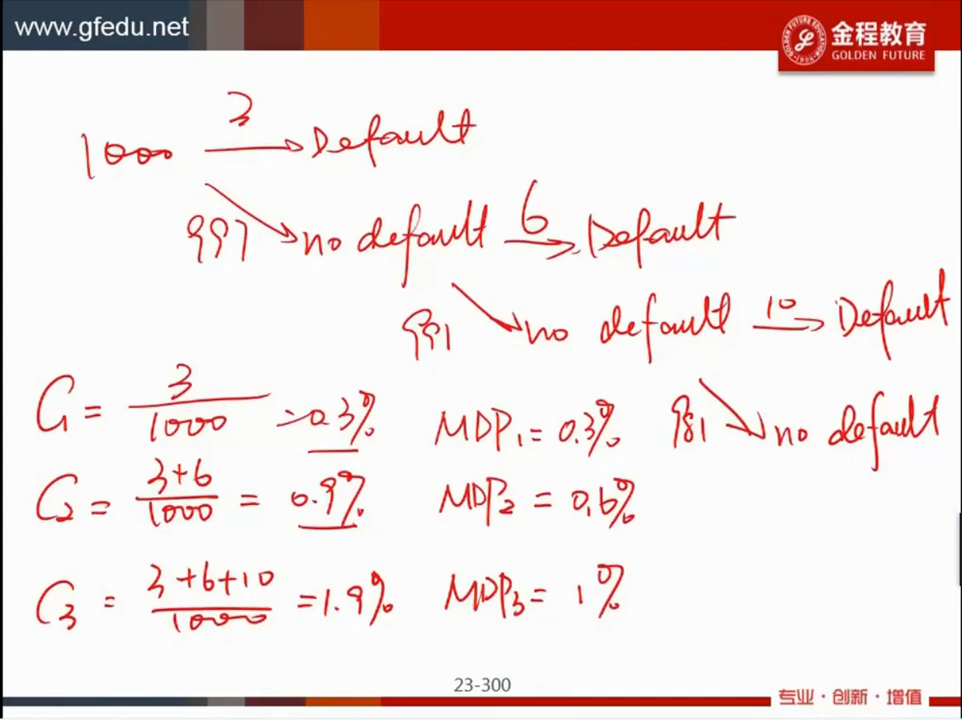 www.gfedu.net
金程教育
GOLDEN FUTURE
3
1000 → Default
997 no default 6 → Default
991 no default 10 → Default
981 no default
C1 = 3/1000 = 0.3% MDP1 = 0.3%
C2 = 3+6/1000 = 0.9% MDP2 = 0.6%
C3 = 3+6+10/1000 = 1.9% MDP3 = 1%
23-300
专业·创新·增值